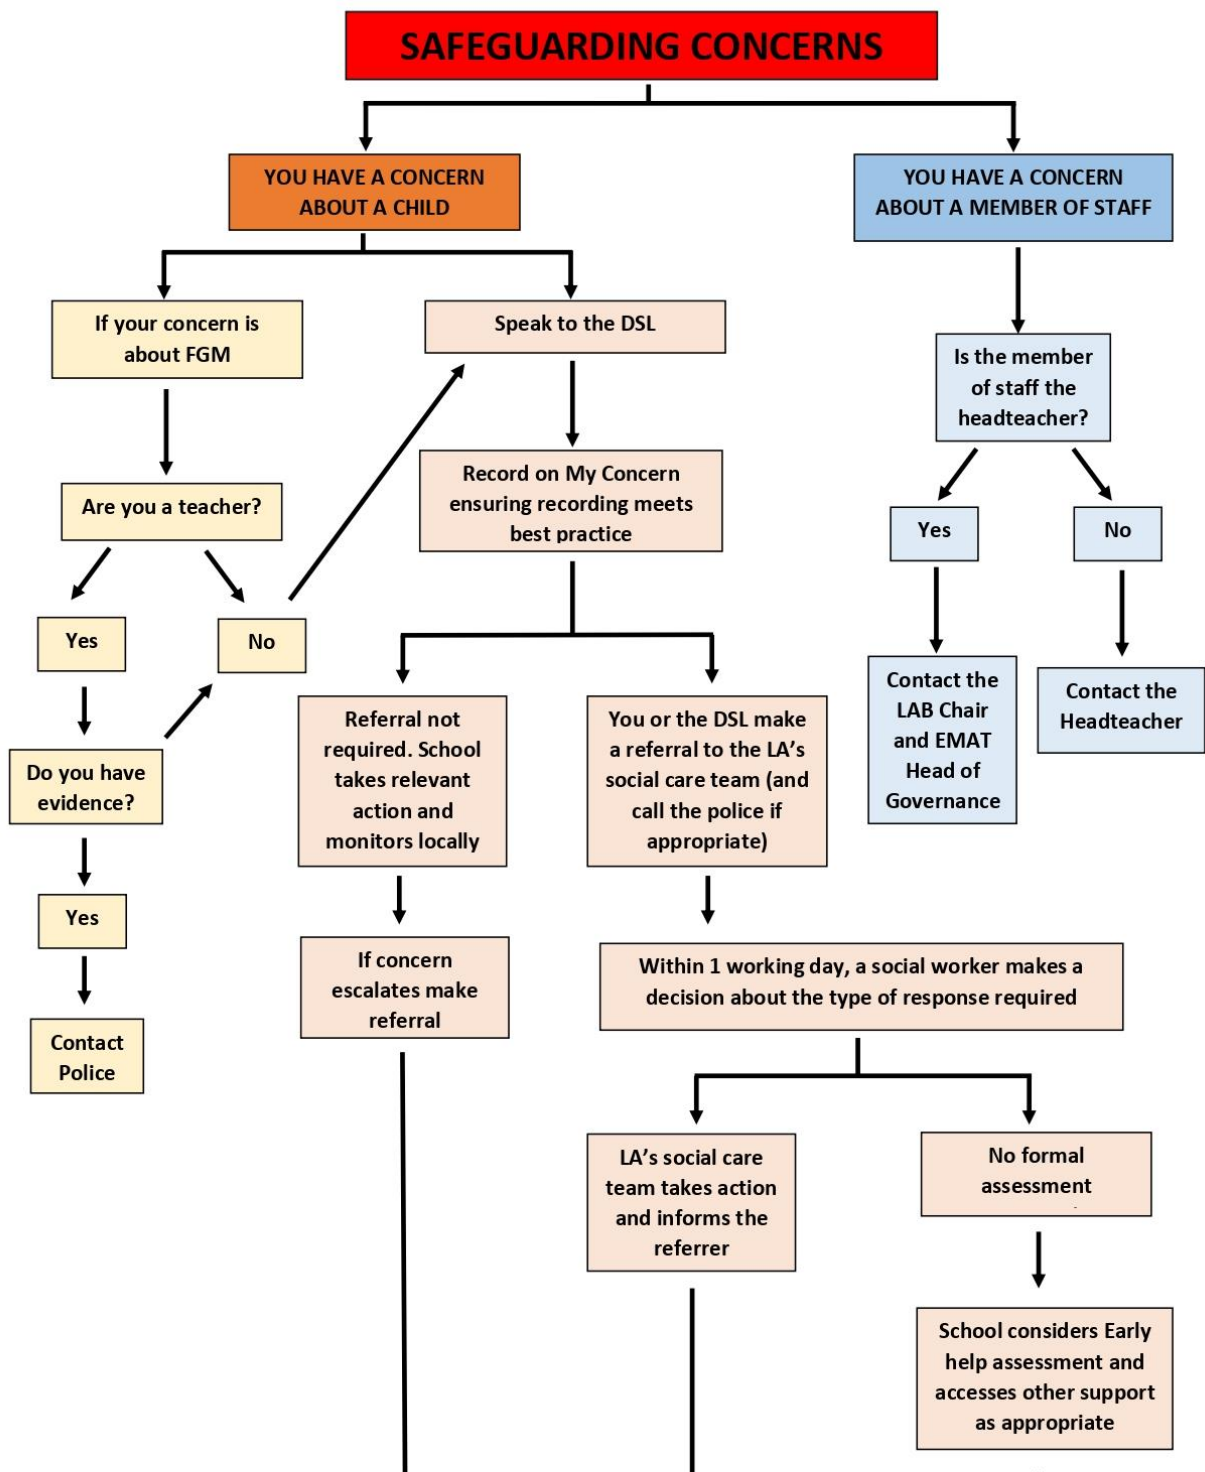 SAFEGUARDING CONCERNS
YOU HAVE A CONCERN
ABOUT A CHILD
YOU HAVE A CONCERN
ABOUT A MEMBER OF STAFF
If your concern is
about FGM
Speak to the DSL
Is the member
of staff the
headteacher?
Are you a teacher?
Record on My Concern
ensuring recording meets
best practice
Yes
No
Yes
No
Contact the
LAB Chair
and EMAT
Head of
Governance
Contact the
Headteacher
Do you have
evidence?
Referral not
required. School
takes relevant
action and
monitors locally
You or the DSL make
a referral to the LA’s
social care team (and
call the police if
appropriate)
Yes
If concern
escalates make
referral
Within 1 working day, a social worker makes a
decision about the type of response required
Contact
Police
LA’s social care
team takes action
and informs the
referrer
No formal
assessment
School considers Early
help assessment and
accesses other support
as appropriate